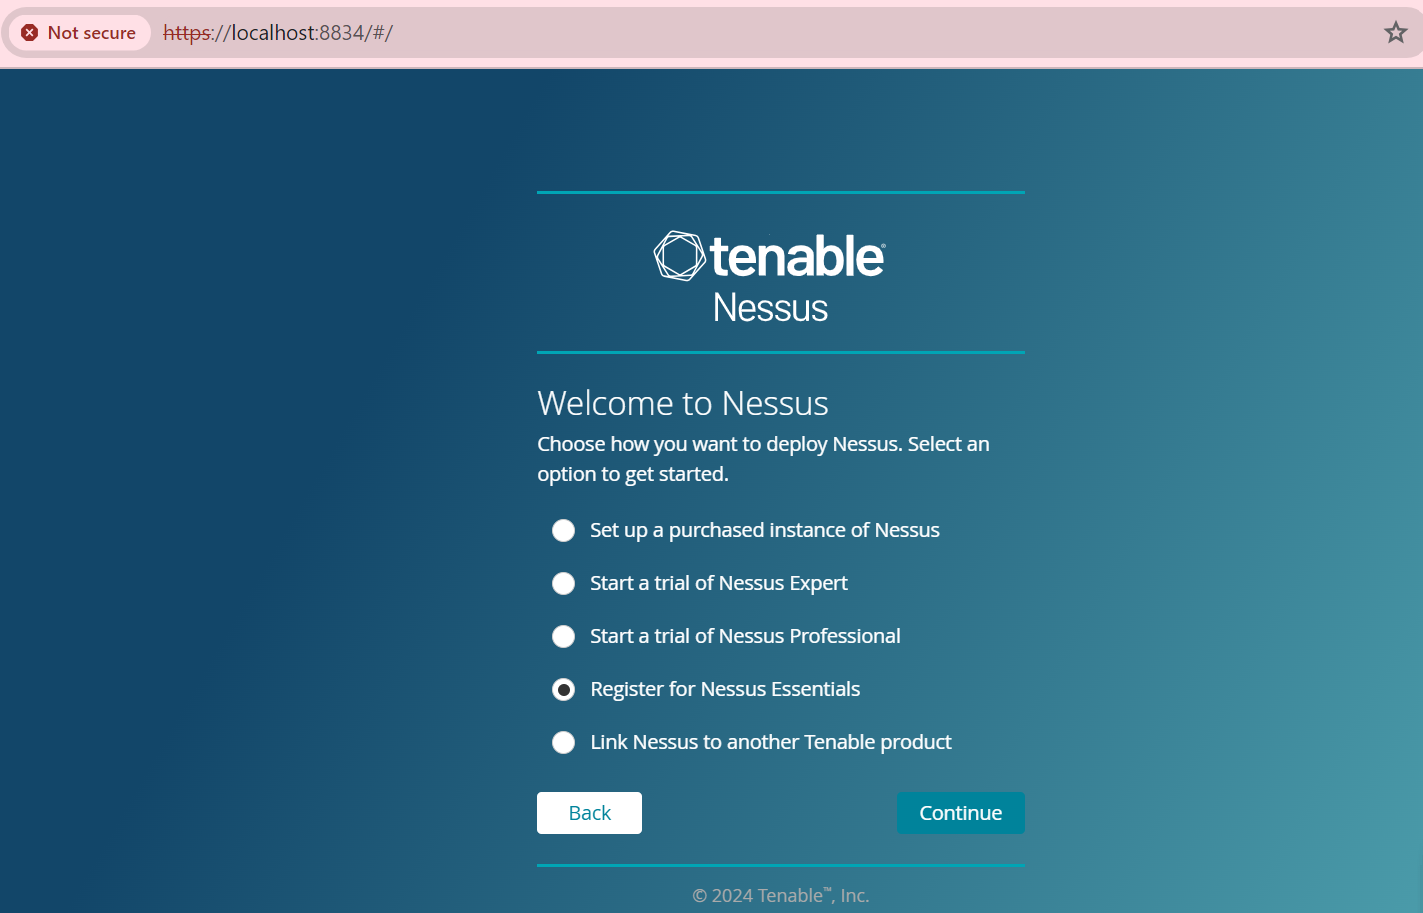 Not secure https://localhost:8834/#/
tenable®
Nessus
Welcome to Nessus
Choose how you want to deploy Nessus. Select an
option to get started.
Set up a purchased instance of Nessus
Start a trial of Nessus Expert
Start a trial of Nessus Professional
Register for Nessus Essentials
Link Nessus to another Tenable product
Back Continue
© 2024 Tenable™, Inc.